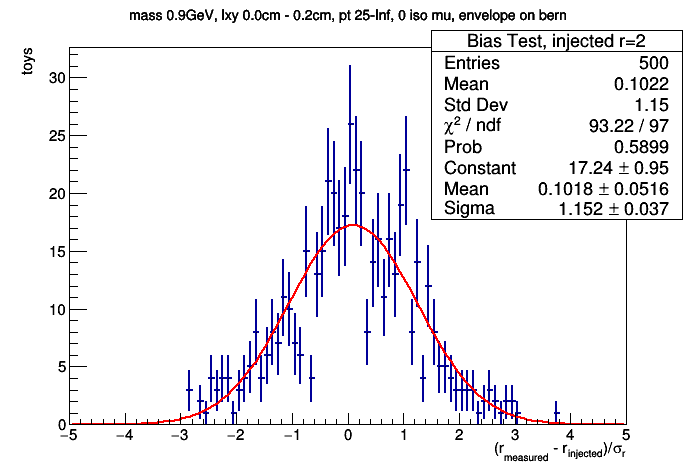 mass 0.9GeV, lxy 0.0cm - 0.2cm, pt 25-Inf, 0 iso mu, envelope on bern
Bias Test, injected r=2
Entries 500
Mean 0.1022
Std Dev 1.15
χ² / ndf 93.22 / 97
Prob 0.5899
Constant 17.24 ± 0.95
Mean 0.1018 ± 0.0516
Sigma 1.152 ± 0.037
toys
30
25
20
15
10
5
0
−5 −4 −3 −2 −1 0 1 2 3 4 5
(r_measured - r_injected)/σ_r